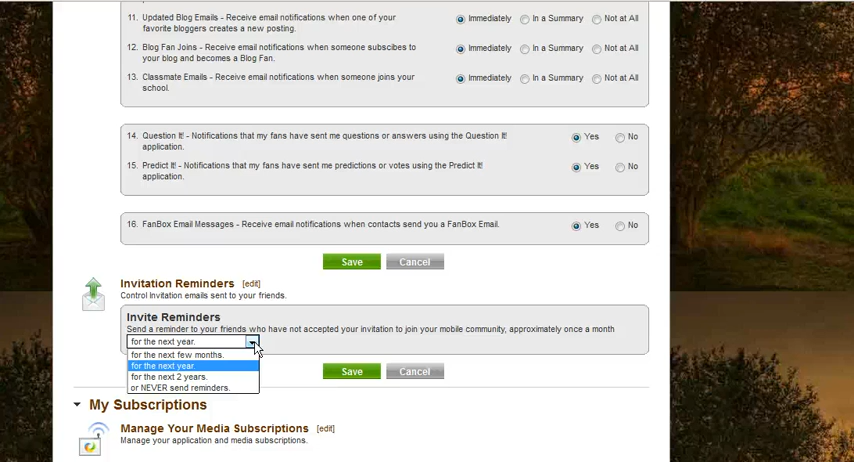 11. Updated Blog Emails - Receive email notifications when one of your
favorite bloggers creates a new posting.
Immediately In a Summary Not at All
12. Blog Fan Joins - Receive email notifications when someone subscibes to
your blog and becomes a Blog Fan.
Immediately In a Summary Not at All
13. Classmate Emails - Receive email notifications when someone joins your
school.
Immediately In a Summary Not at All
14. Question It! - Notifications that my fans have sent me questions or answers using the Question It!
application.
Yes No
15. Predict It! - Notifications that my fans have sent me predictions or votes using the Predict It!
application.
Yes No
16. FanBox Email Messages - Receive email notifications when contacts send you a FanBox Email.
Yes No
Save Cancel
Invitation Reminders [edit]
Control Invitation emails sent to your friends.
Invite Reminders
Send a reminder to your friends who have not accepted your invitation to join your mobile community, approximately once a month
for the next year.
for the next few months.
for the next year.
for the next 2 years.
or NEVER send reminders.
Save Cancel
My Subscriptions
Manage Your Media Subscriptions [edit]
Manage your application and media subscriptions.